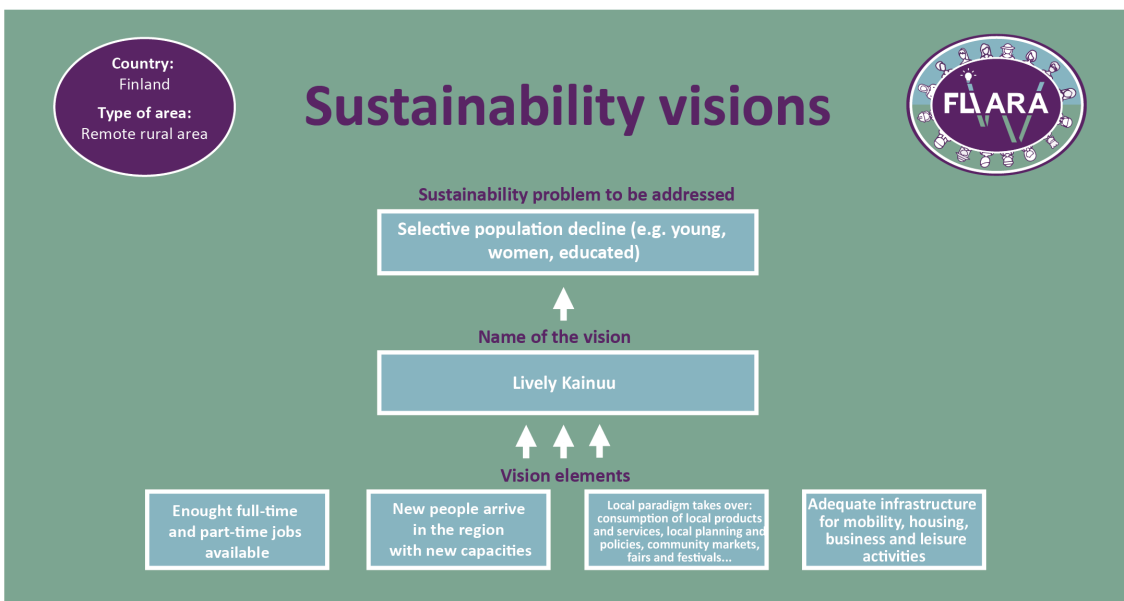 Country:
Finland
Type of area:
Remote rural area
Sustainability visions
FLIARA
Sustainability problem to be addressed
Selective population decline (e.g. young,
women, educated)
Name of the vision
Lively Kainuu
Vision elements
Enought full-time
and part-time jobs
available
New people arrive
in the region
with new capacities
Local paradigm takes over:
consumption of local products
and services, local planning and
policies, community markets,
fairs and festivals...
Adequate infrastructure
for mobility, housing,
business and leisure
activities